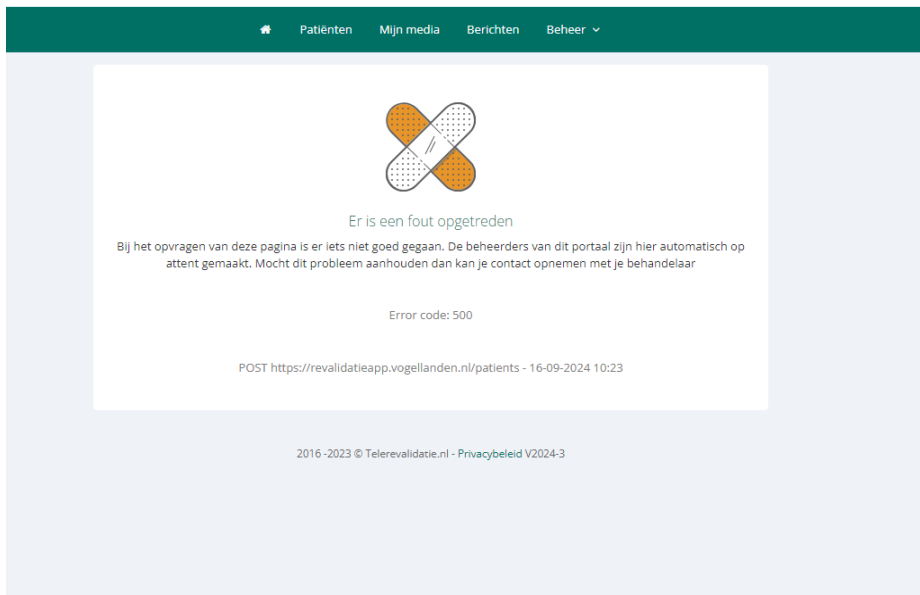 Patiënten Mijn media Berichten Beheer
Er is een fout opgetreden
Bij het opvragen van deze pagina is er iets niet goed gegaan. De beheerders van dit portaal zijn hier automatisch op
attent gemaakt. Mocht dit probleem aanhouden dan kan je contact opnemen met je behandelaar
Error code: 500
POST https://revalidatieapp.vogellanden.nl/patients - 16-09-2024 10:23
2016 -2023 © Telerevalidatie.nl - Privacybeleid V2024-3